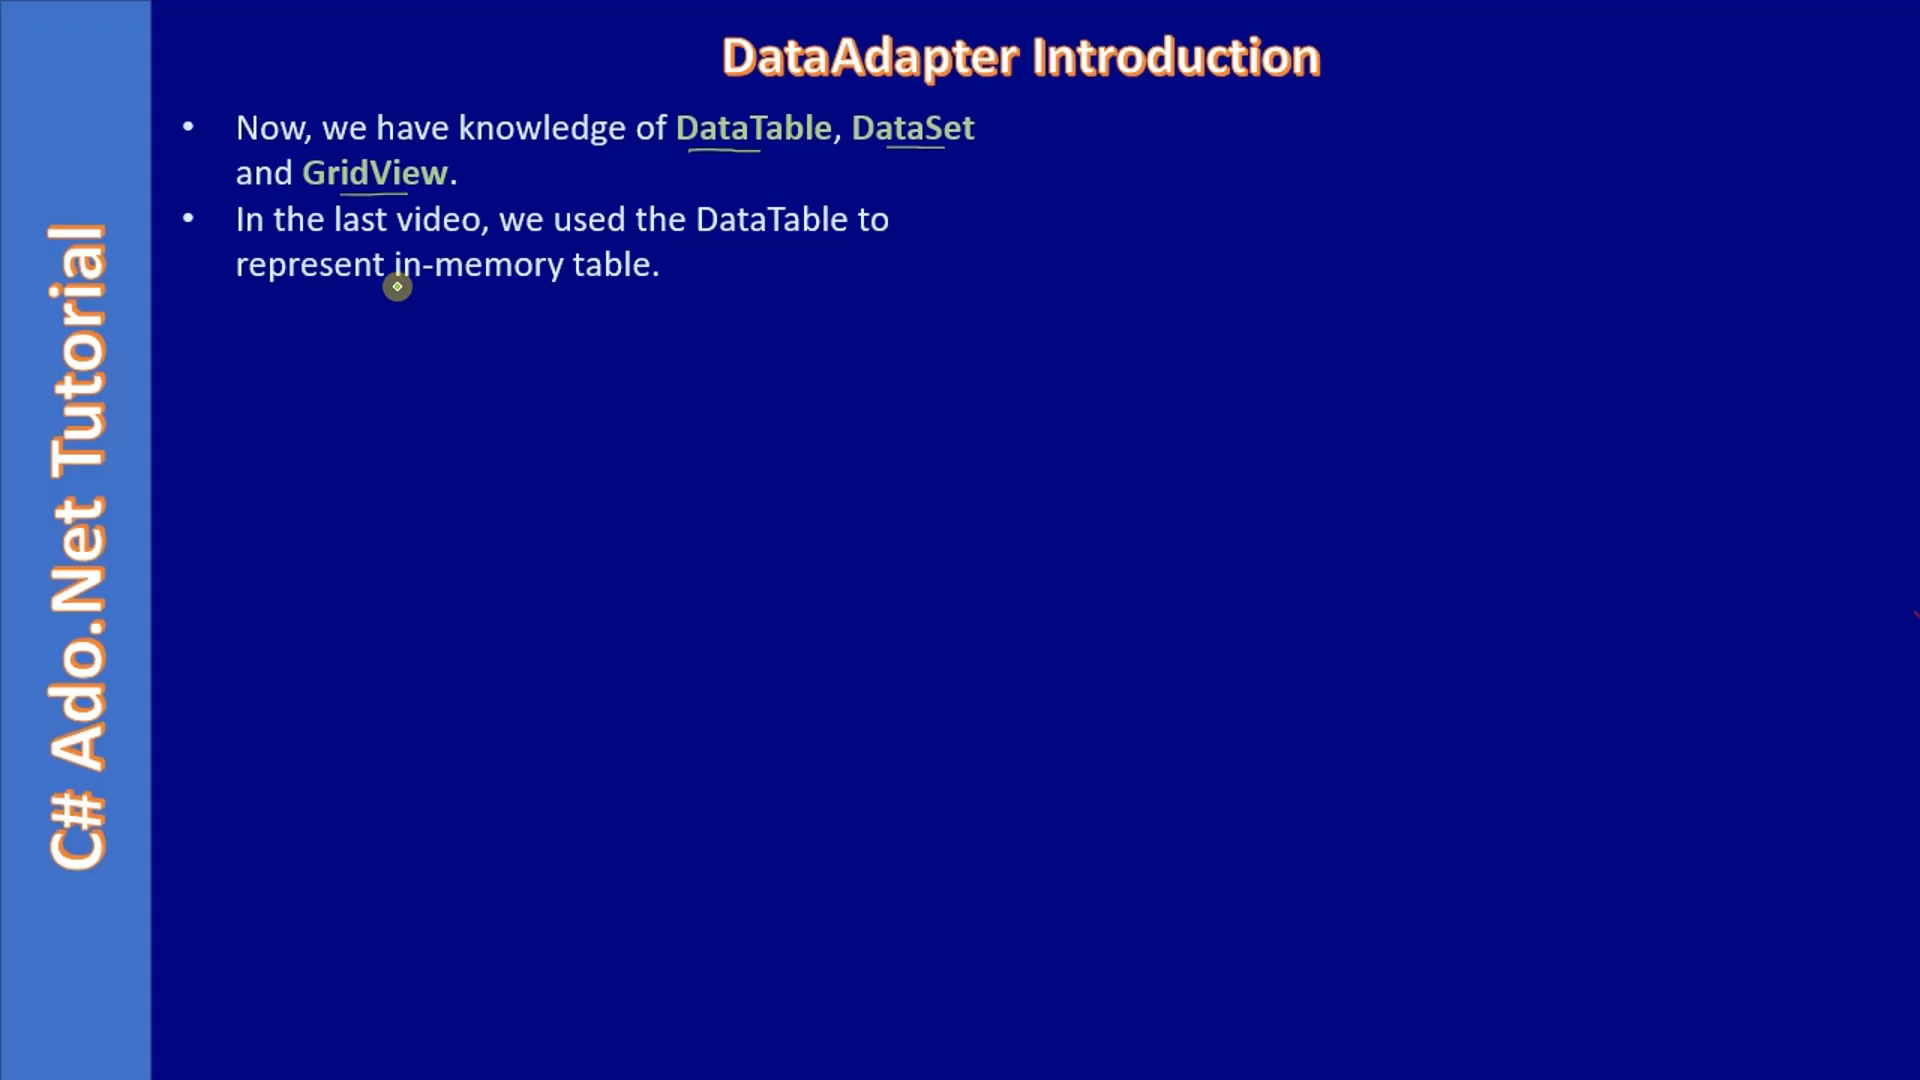 DataAdapter Introduction
• Now, we have knowledge of DataTable, DataSet
and GridView.
• In the last video, we used the DataTable to
represent in-memory table.
C# Ado.Net Tutorial